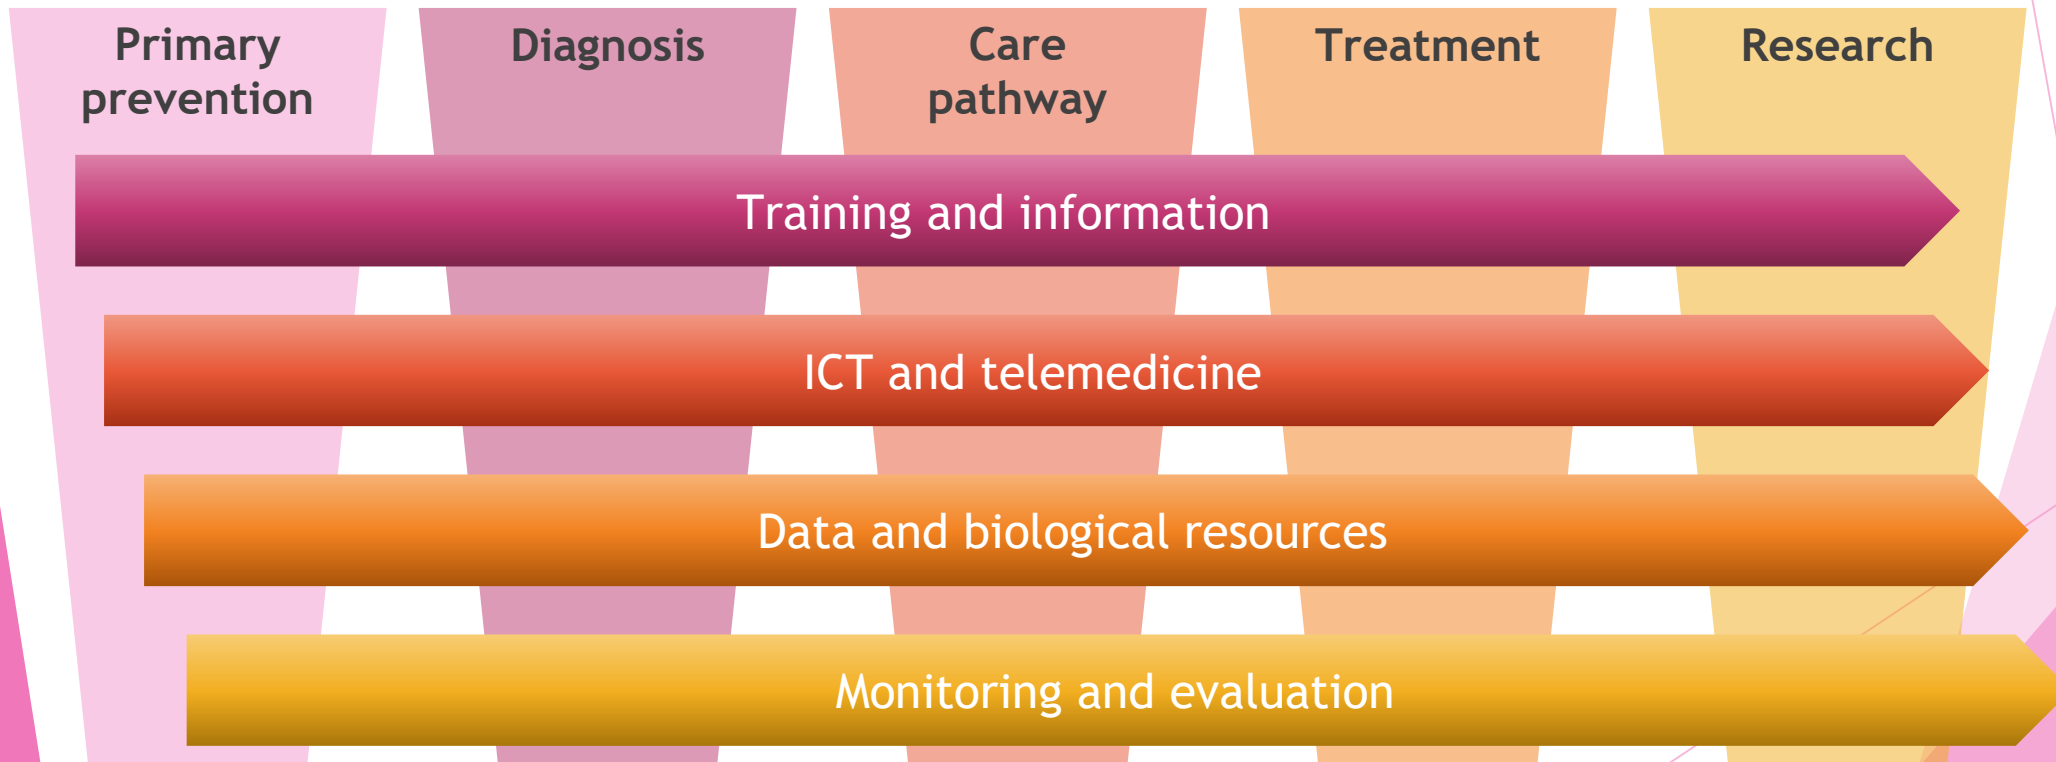 Primary
prevention
Diagnosis
Care
pathway
Treatment
Research
Training and information
ICT and telemedicine
Data and biological resources
Monitoring and evaluation